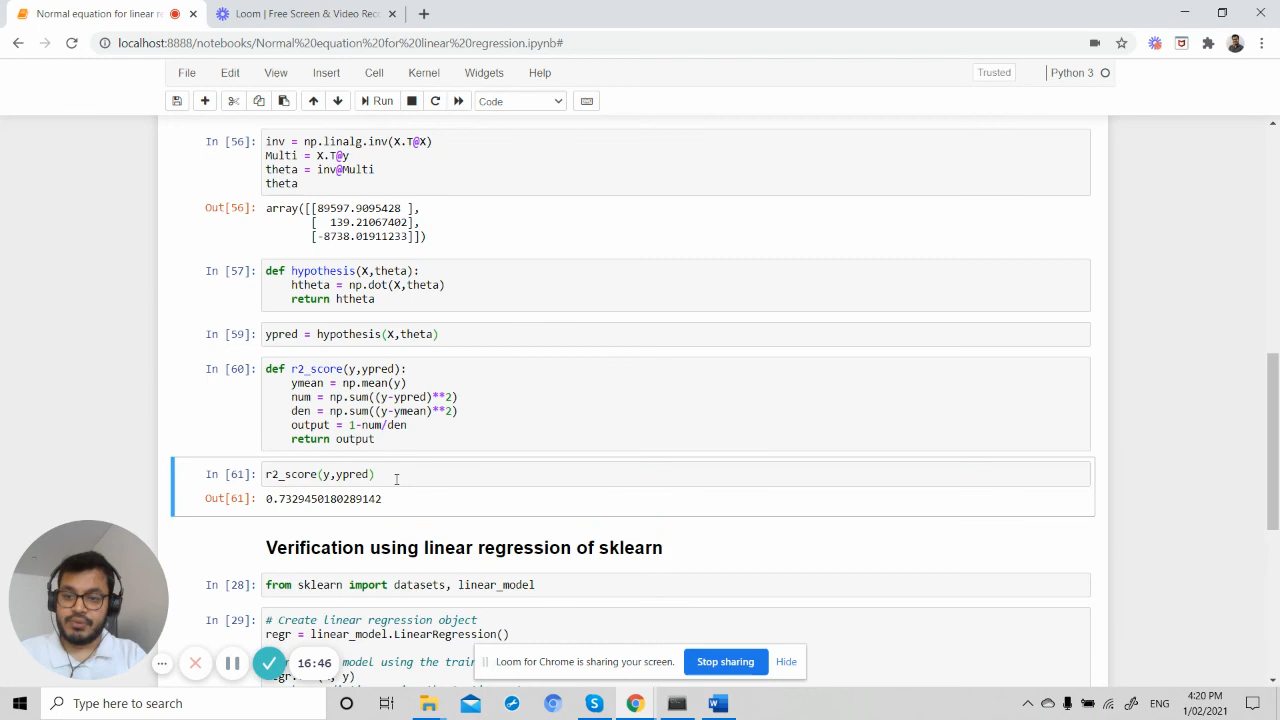 Normal equation for linear re
Loom | Free Screen & Video Rec
localhost:8888/notebooks/Normal%20equation%20for%20linear%20regression.ipynb#
File Edit View Insert Cell Kernel Widgets Help
Trusted
Python 3
Run
Code
In [56]: inv = np.linalg.inv(X.T@X)
Multi = X.T@y
theta = inv@Multi
theta
Out[56]: array([[89597.9095428 ],
[ 139.21067402],
[-8738.01911233]])
In [57]: def hypothesis(X,theta):
htheta = np.dot(X,theta)
return htheta
In [59]: ypred = hypothesis(X,theta)
In [60]: def r2_score(y,ypred):
ymean = np.mean(y)
num = np.sum((y-ypred)**2)
den = np.sum((y-ymean)**2)
output = 1-num/den
return output
In [61]: r2_score(y,ypred)
Out[61]: 0.7329450180289142
Verification using linear regression of sklearn
In [28]: from sklearn import datasets, linear_model
In [29]: # Create linear regression object
regr = linear_model.LinearRegression()
model using the train
16:46
Loom for Chrome is sharing your screen.
Stop sharing
Hide
Type here to search
ENG
4:20 PM
1/02/2021